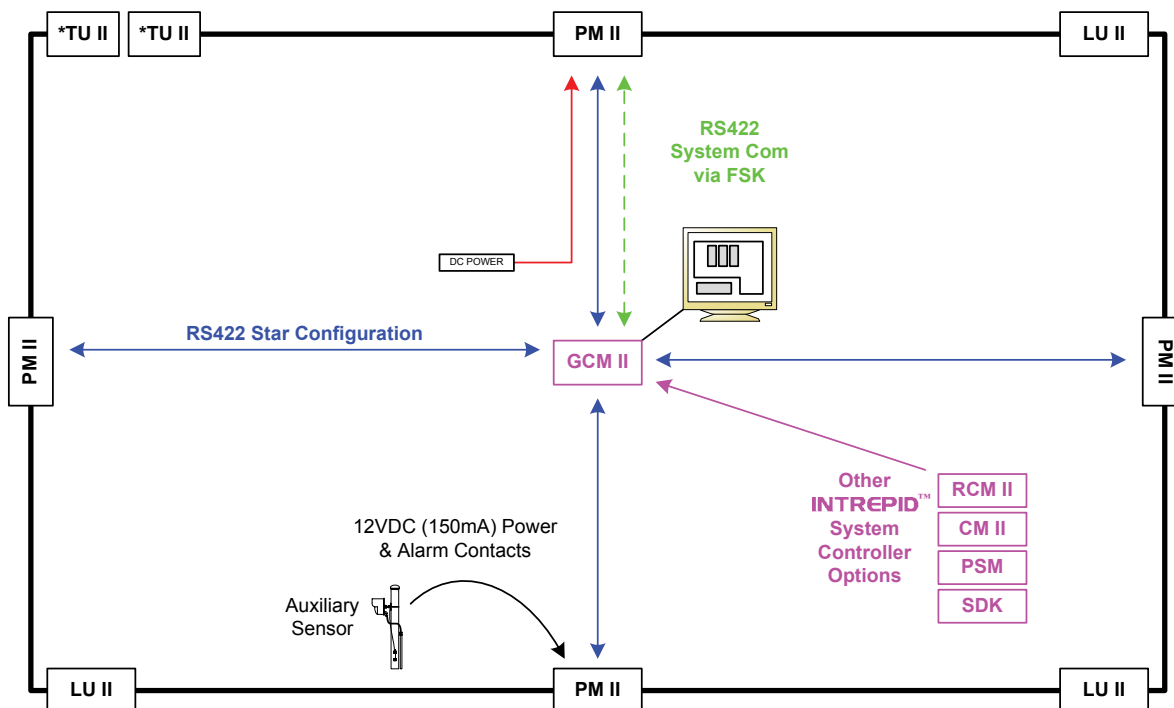 *TU II
*TU II
PM II
LU II
RS422
System Com
via FSK
DC POWER
RS422 Star Configuration
PM II
GCM II
PM II
Other
INTREPID™
System
Controller
Options
RCM II
CM II
PSM
SDK
12VDC (150mA) Power
& Alarm Contacts
Auxiliary
Sensor
LU II
PM II
LU II